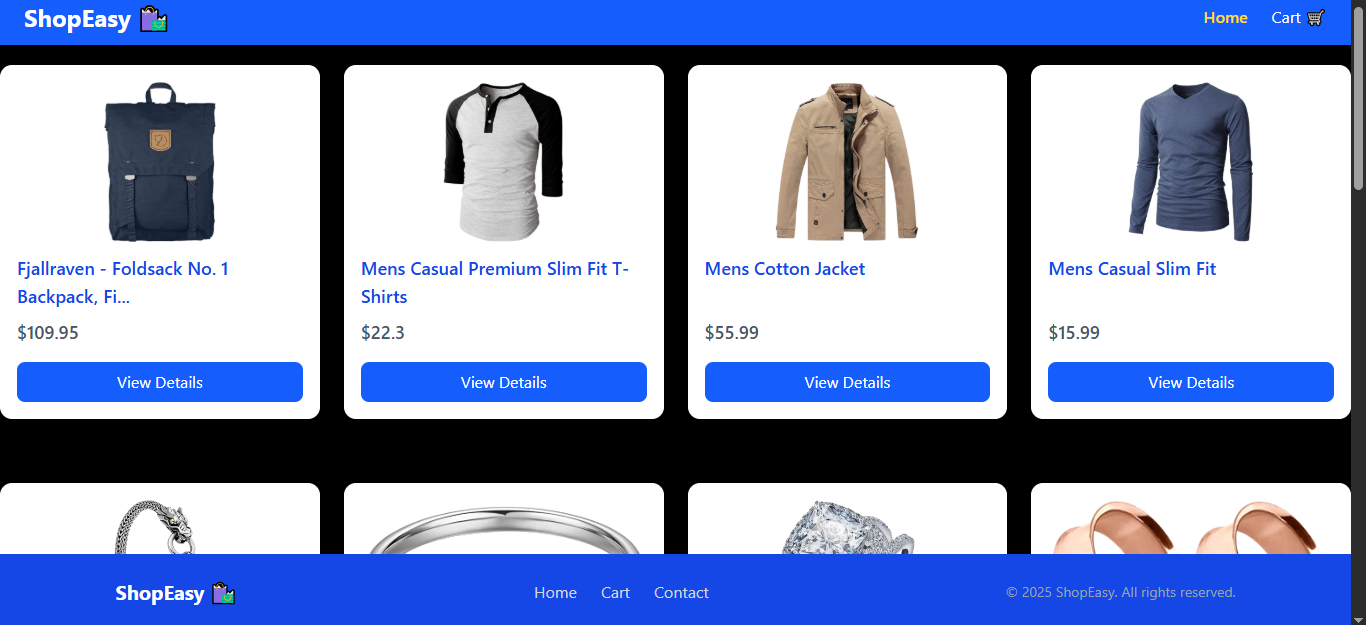 ShopEasy
Home Cart
Fjallraven - Foldsack No. 1
Backpack, Fi...
$109.95
View Details
Mens Casual Premium Slim Fit T-
Shirts
$22.3
View Details
Mens Cotton Jacket
$55.99
View Details
Mens Casual Slim Fit
$15.99
View Details
ShopEasy
Home Cart Contact
© 2025 ShopEasy. All rights reserved.